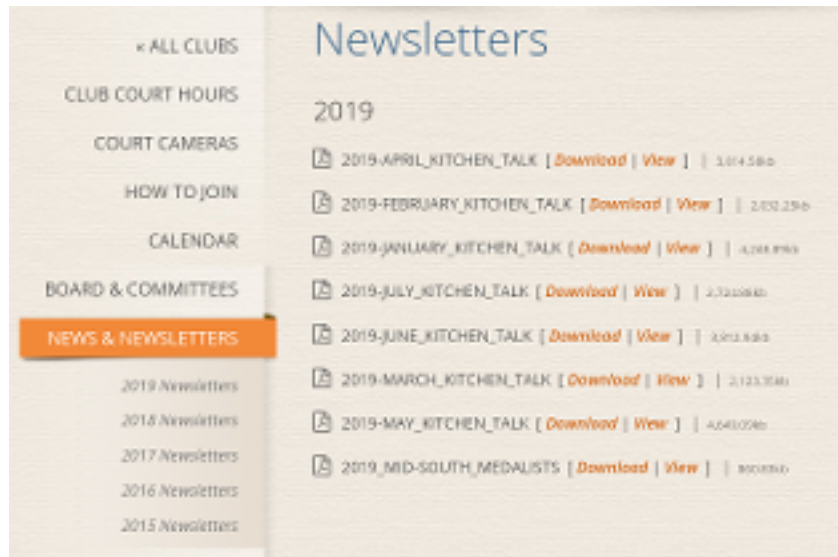 « ALL CLUBS
CLUB COURT HOURS
COURT CAMERAS
HOW TO JOIN
CALENDAR
BOARD & COMMITTEES
NEWS & NEWSLETTERS
2019 Newsletters
2018 Newsletters
2017 Newsletters
2016 Newsletters
2015 Newsletters
Newsletters
2019
2019-APRIL_KITCHEN_TALK [ Download | View ] |
2019-FEBRUARY_KITCHEN_TALK [ Download | View ] |
2019-JANUARY_KITCHEN_TALK [ Download | View ] |
2019-JULY_KITCHEN_TALK [ Download | View ] |
2019-JUNE_KITCHEN_TALK [ Download | View ] |
2019-MARCH_KITCHEN_TALK [ Download | View ] |
2019-MAY_KITCHEN_TALK [ Download | View ] |
2019_MID-SOUTH_MEDALISTS [ Download | View ] |